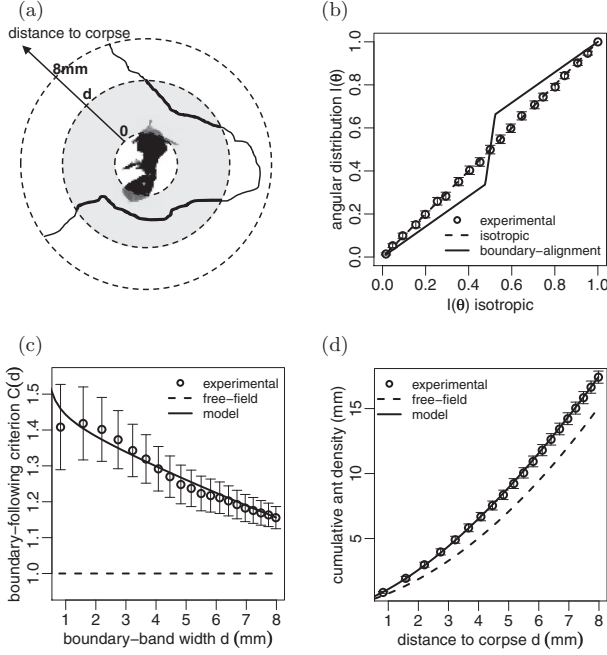 (a)
distance to corpse
8mm
d
0
(b)
angular distribution I(θ)
0.0 0.2 0.4 0.6 0.8 1.0
experimental
isotropic
boundary−alignment
0.0 0.2 0.4 0.6 0.8 1.0
I(θ) isotropic
(c)
boundary−following criterion C(d)
1.0 1.1 1.2 1.3 1.4 1.5
experimental
free−field
model
1 2 3 4 5 6 7 8
boundary−band width d (mm)
(d)
cumulative ant density (mm)
5 10 15
experimental
free−field
model
1 2 3 4 5 6 7 8
distance to corpse d (mm)